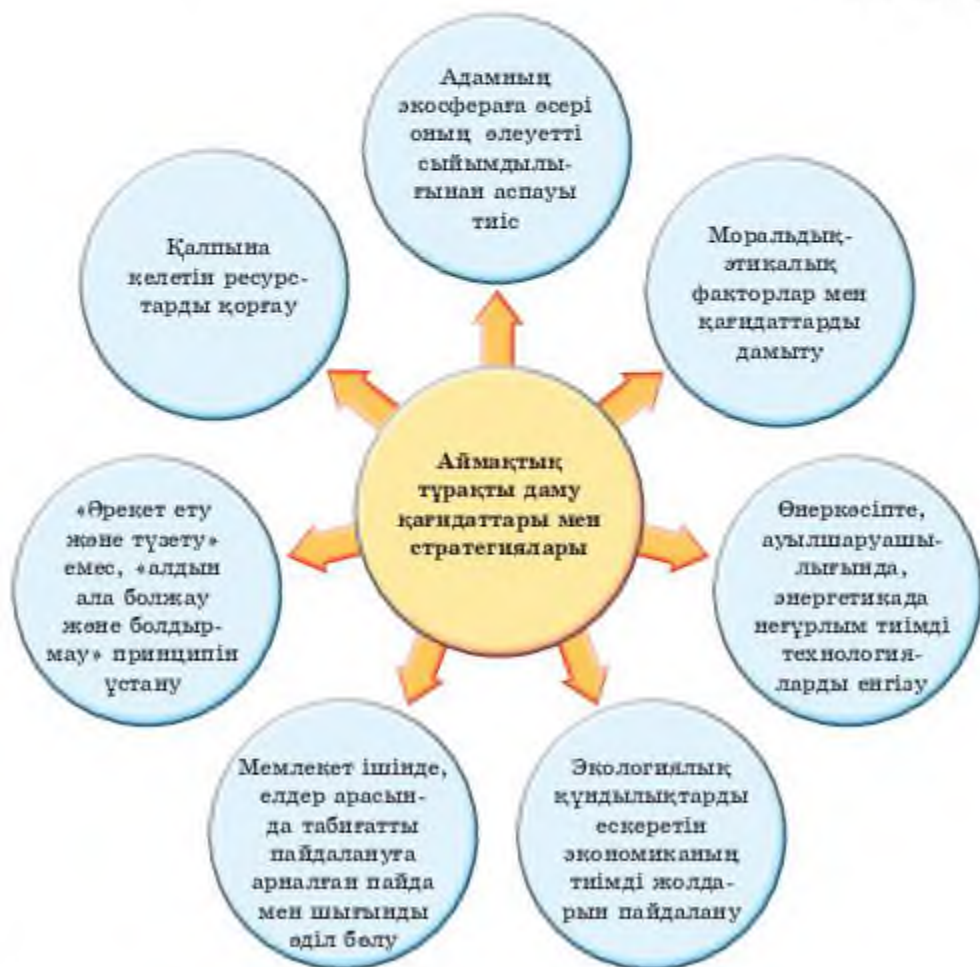 Адамның
экосфераға әсері
оның әлеуетті
сыйымдылы-
ғынан аспауы
тиіс
Моральдық-
этикалық
факторлар мен
қағидаттарды
дамыту
Өнеркәсіпте,
ауылшаруашы-
лығында,
энергетикада
неғұрлым тиімді
технология-
ларды енгізу
Экологиялық
құндылықтарды
ескеретін
экономиканың
тиімді жолда-
рын пайдалану
Мемлекет ішінде,
елдер арасын-
да табиғатты
пайдалануға
арналған пайда
мен шығынды
әділ бөлу
«Әрекет ету
және түзету»
емес, «алдын
ала болжау
және болдыр-
мау» принципін
ұстану
Қалпына
келетін ресурс-
тарды қорғау
Аймақтық
тұрақты даму
қағидаттары мен
стратегиялары